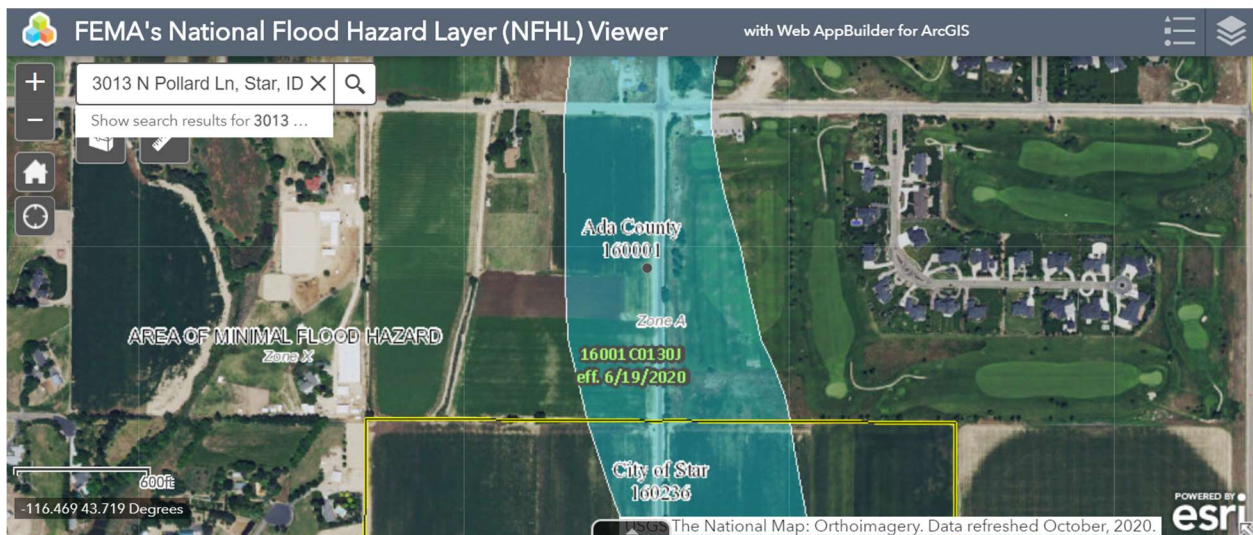 FEMA's National Flood Hazard Layer (NFHL) Viewer
with Web AppBuilder for ArcGIS
+
3013 N Pollard Ln, Star, ID X
Show search results for 3013 ...
−
Ada County
160001
Zone A
AREA OF MINIMAL FLOOD HAZARD
Zone X
16001C0130J
eff. 6/19/2020
City of Star
160236
600ft
-116.469 43.719 Degrees
POWERED BY
esri
USGS The National Map: Orthoimagery. Data refreshed October, 2020.